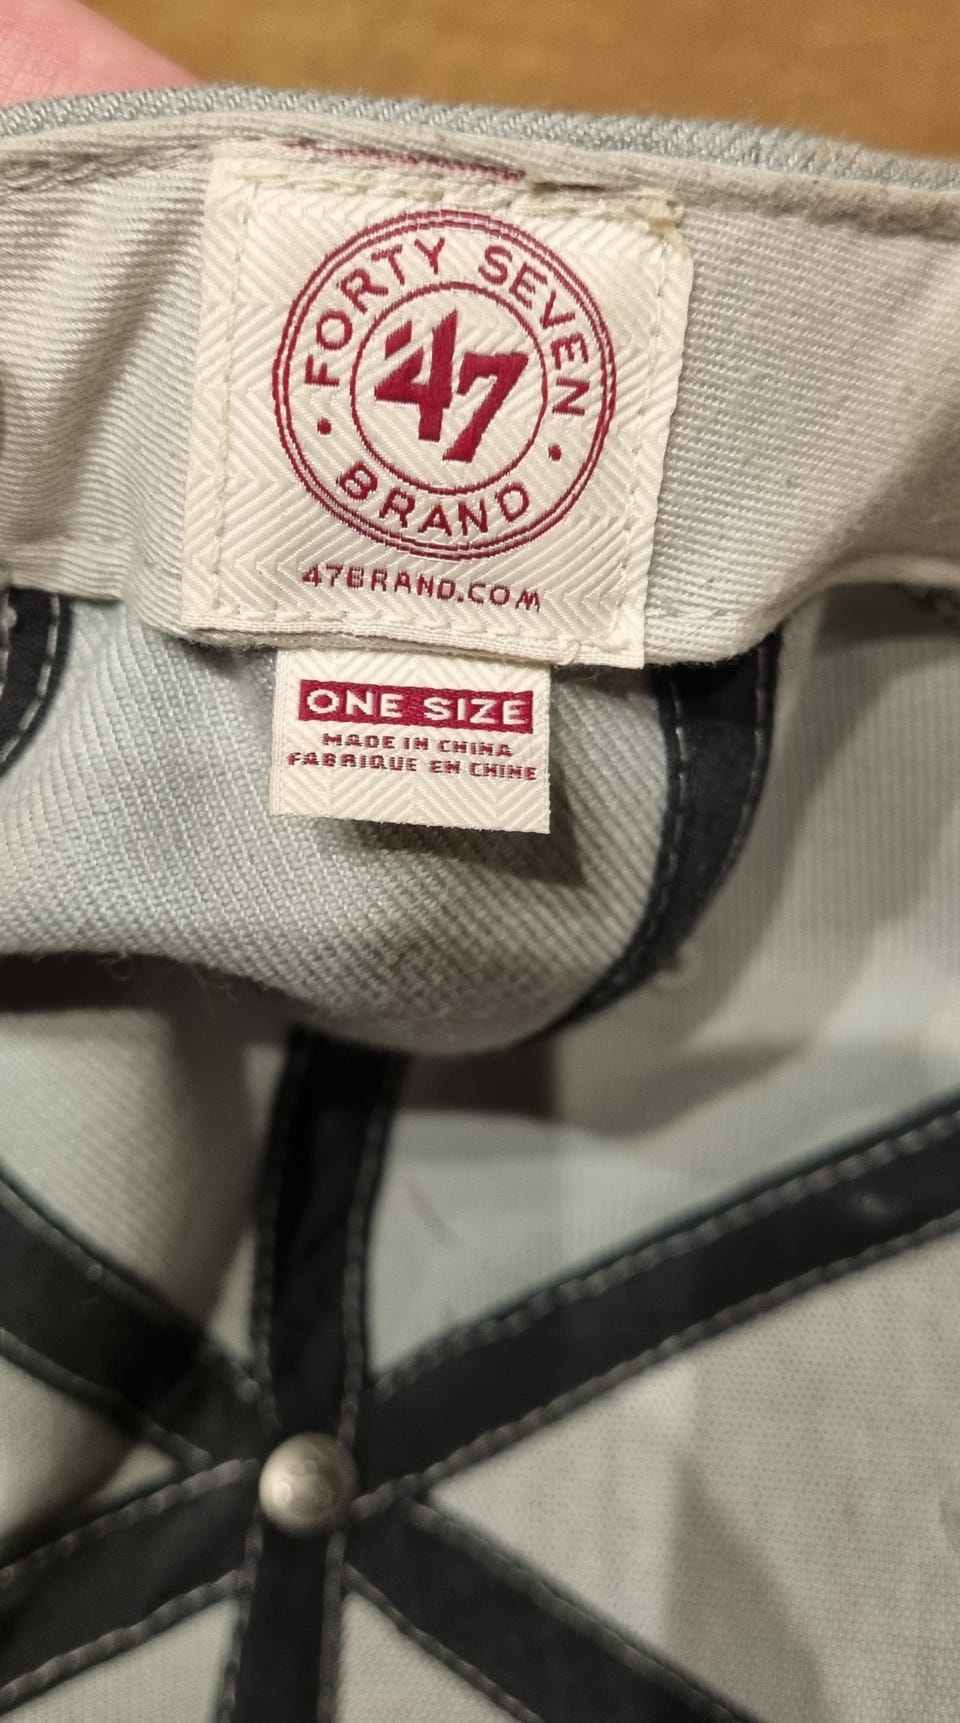 FORTY SEVEN
'47
BRAND
47BRAND.COM
ONE SIZE
MADE IN CHINA
FABRIQUE EN CHINE